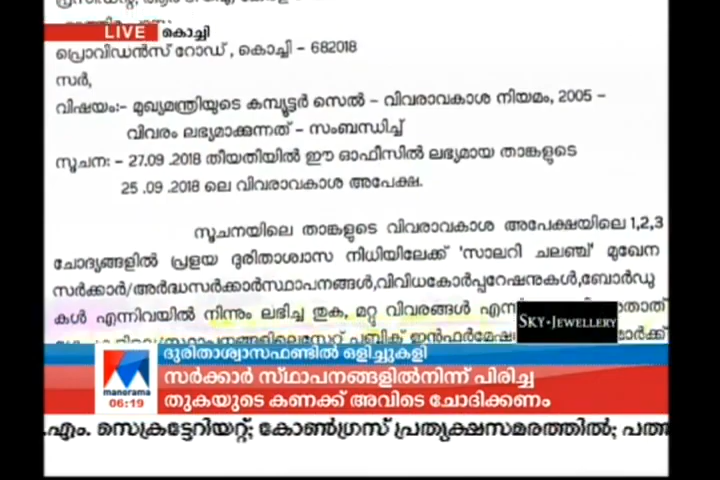 LIVE കൊച്ചി
പ്രൊവിഡൻസ് റോഡ്, കൊച്ചി – 682018
സർ,
വിഷയം:- മുഖ്യമന്ത്രിയുടെ കമ്പ്യൂട്ടർ സെൽ – വിവരാവകാശ നിയമം, 2005 –
വിവരം ലഭ്യമാക്കുന്നത് – സംബന്ധിച്ച്
സൂചന: – 27.09 .2018 തീയതിയിൽ ഈ ഓഫീസിൽ ലഭ്യമായ താങ്കളുടെ
25 .09 .2018 ലെ വിവരാവകാശ അപേക്ഷ.
സൂചനയിലെ താങ്കളുടെ വിവരാവകാശ അപേക്ഷയിലെ 1,2,3
ചോദ്യങ്ങളിൽ പ്രളയ ദുരിതാശ്വാസ നിധിയിലേക്ക് 'സാലറി ചലഞ്ച്' മുഖേന
സർക്കാർ/അർദ്ധസർക്കാർസ്ഥാപനങ്ങൾ,വിവിധകോർപ്പറേഷനുകൾ,ബോർഡു
കൾ എന്നിവയിൽ നിന്നും ലഭിച്ച തുക, മറ്റു വിവരങ്ങൾ
SKY·JEWELLERY
ദുരിതാശ്വാസഫണ്ടിൽ ഒളിച്ചുകളി
സർക്കാർ സ്ഥാപനങ്ങളിൽനിന്ന് പിരിച്ച
തുകയുടെ കണക്ക് അവിടെ ചോദിക്കണം
manorama
06:19
.എം. സെക്രട്ടേറിയറ്റ്; കോൺഗ്രസ് പ്രത്യക്ഷസമരത്തിൽ;